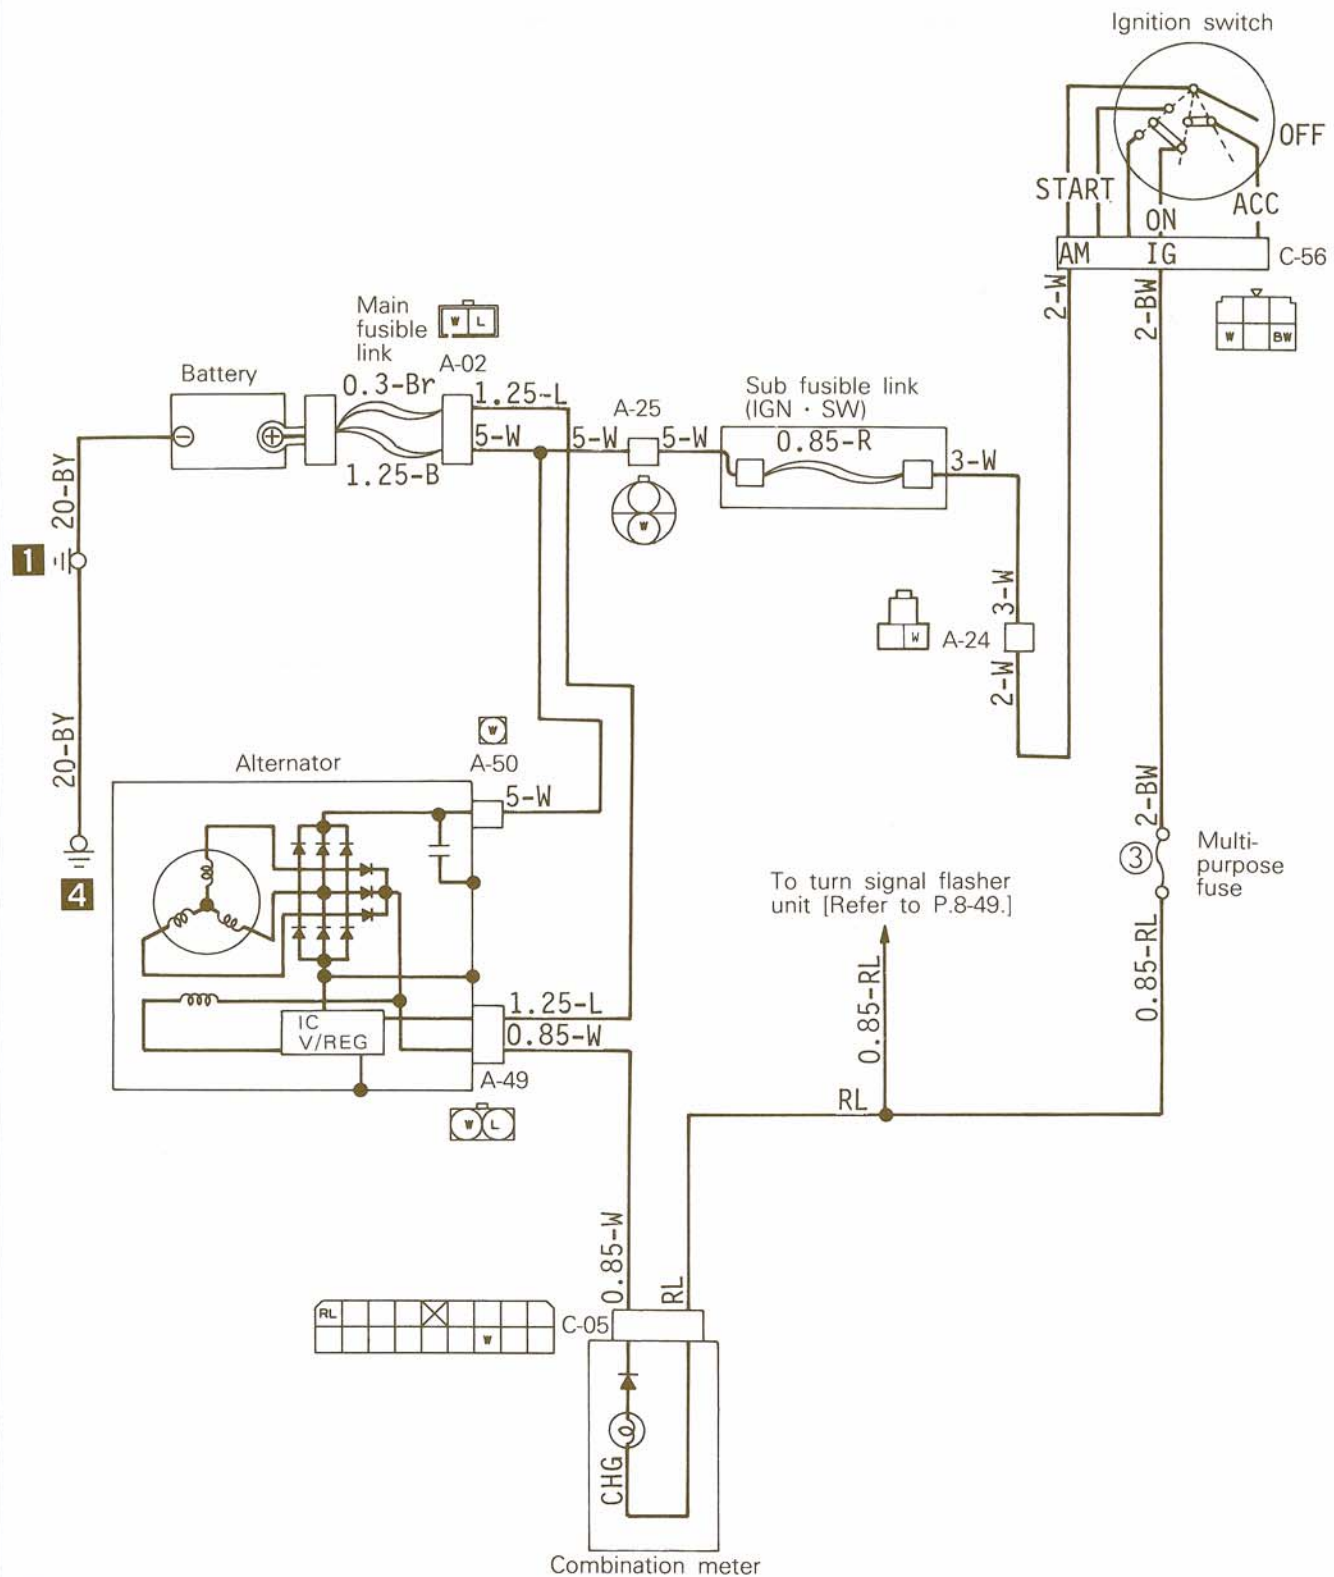 Ignition switch
OFF
START
ACC
ON
AM
IG
C-56
2-W
2-BW
W
BW
Main
fusible
link
W L
A-02
Battery
0.3-Br
1.25-L
5-W
1.25-B
A-25
5-W
5-W
W
Sub fusible link
(IGN · SW)
0.85-R
3-W
20-BY
1
3-W
W
A-24
2-W
20-BY
4
W
A-50
Alternator
5-W
2-BW
3
Multi-
purpose
fuse
To turn signal flasher
unit [Refer to P.8-49.]
0.85-RL
0.85-RL
1.25-L
IC
V/REG
0.85-W
A-49
W L
RL
0.85-W
RL
RL
W
C-05
CHG
Combination meter